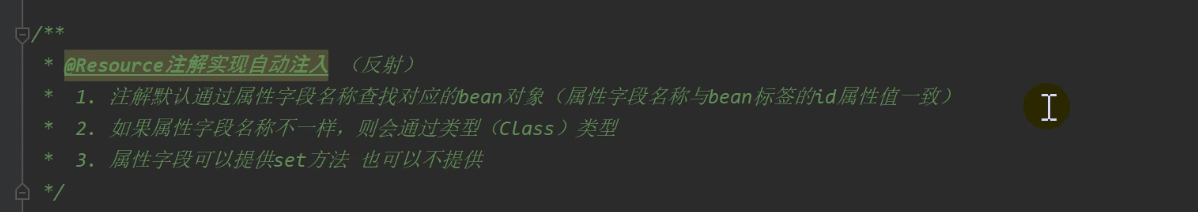 /**
* @Resource注解实现自动注入 （反射）
* 1. 注解默认通过属性字段名称查找对应的bean对象（属性字段名称与bean标签的id属性值一致）
* 2. 如果属性字段名称不一样，则会通过类型（Class）类型
* 3. 属性字段可以提供set方法 也可以不提供
*/